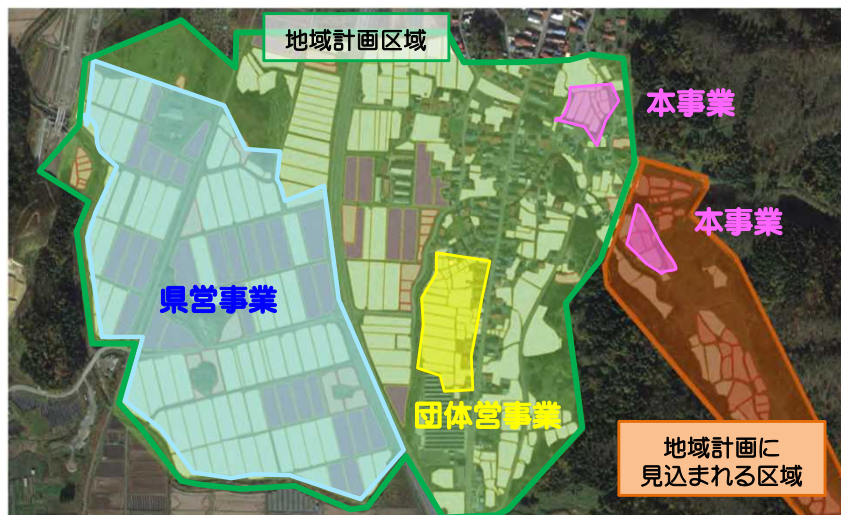 地域計画区域
本事業
本事業
県営事業
団体営事業
地域計画に
見込まれる区域